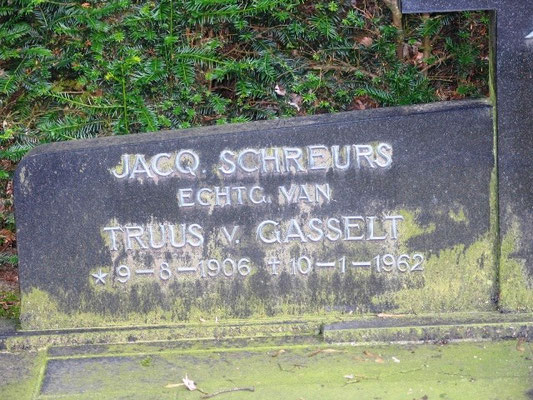 JACQ. SCHREURS
ECHTG. VAN
TRUUS v. GASSELT
* 9-8-1906 † 10-1-1962